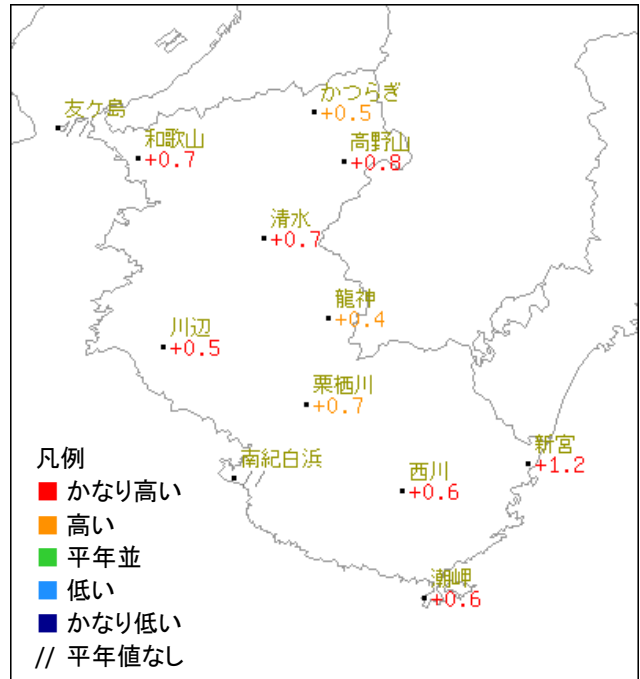 かつらぎ
+0.5
友ケ島
//
和歌山
+0.7
高野山
+0.8
清水
+0.7
龍神
+0.4
川辺
+0.5
栗栖川
+0.7
新宮
+1.2
南紀白浜
//
西川
+0.6
潮岬
+0.6
凡例
かなり高い
高い
平年並
低い
かなり低い
// 平年値なし